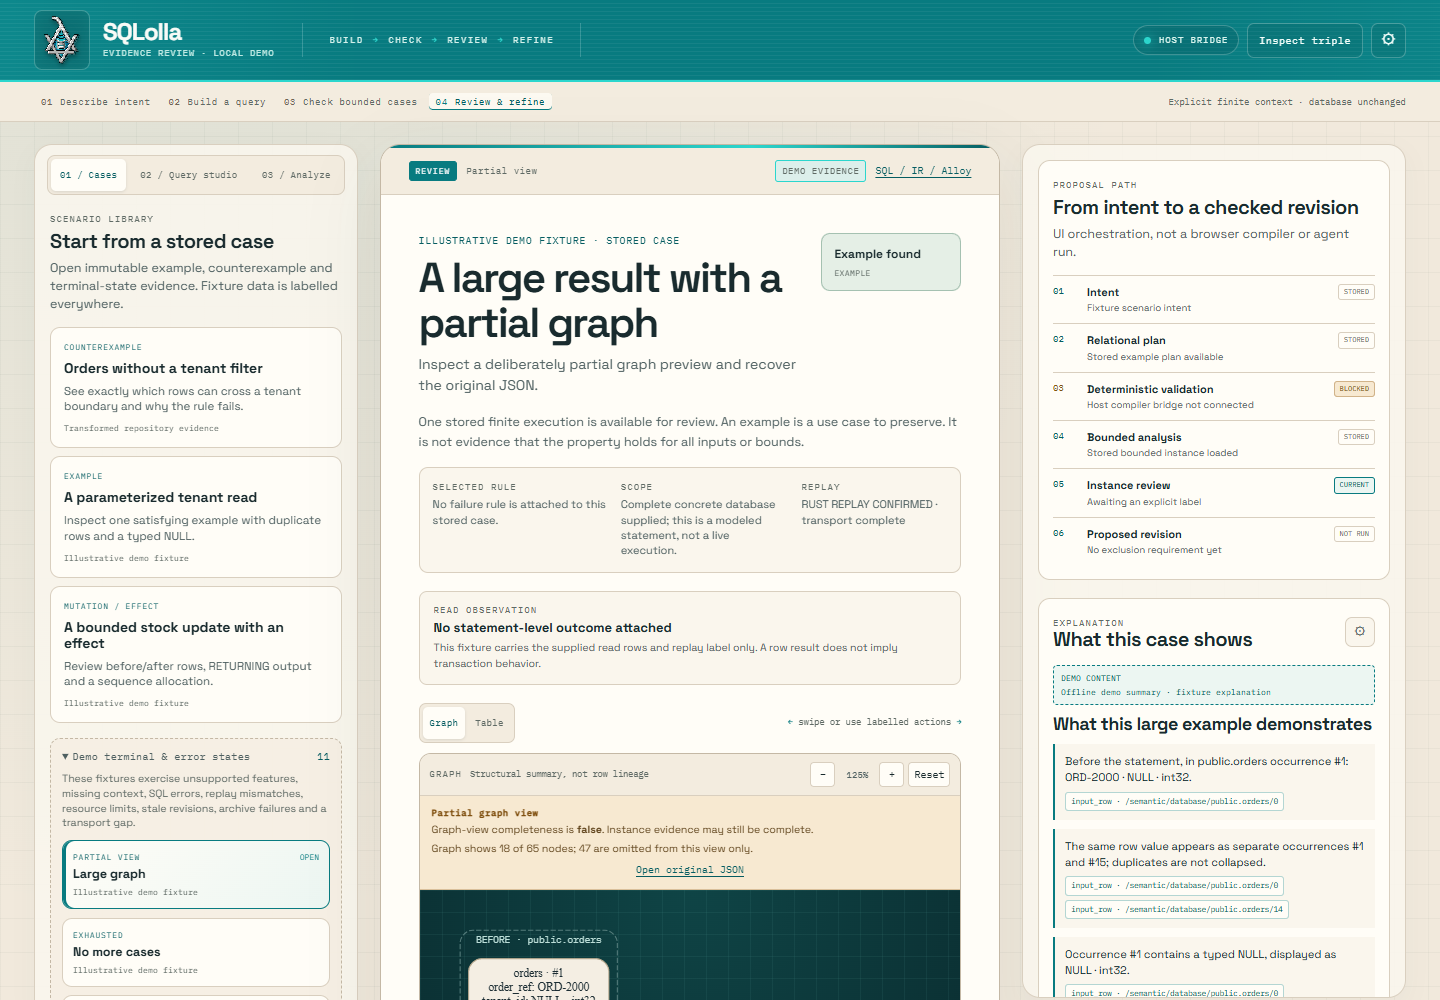 SQLolla
EVIDENCE REVIEW · LOCAL DEMO
BUILD → CHECK → REVIEW → REFINE
HOST BRIDGE
Inspect triple
01 Describe intent
02 Build a query
03 Check bounded cases
04 Review & refine
Explicit finite context · database unchanged
01 / Cases
02 / Query studio
03 / Analyze
SCENARIO LIBRARY
Start from a stored case
Open immutable example, counterexample and
terminal-state evidence. Fixture data is labelled
everywhere.
COUNTEREXAMPLE
Orders without a tenant filter
See exactly which rows can cross a tenant
boundary and why the rule fails.
Transformed repository evidence
EXAMPLE
A parameterized tenant read
Inspect one satisfying example with duplicate
rows and a typed NULL.
Illustrative demo fixture
MUTATION / EFFECT
A bounded stock update with an
effect
Review before/after rows, RETURNING output
and a sequence allocation.
Illustrative demo fixture
▼ Demo terminal & error states 11
These fixtures exercise unsupported features,
missing context, SQL errors, replay mismatches,
resource limits, stale revisions, archive failures and a
transport gap.
PARTIAL VIEW OPEN
Large graph
Illustrative demo fixture
EXHAUSTED
No more cases
Illustrative demo fixture
REVIEW Partial view
DEMO EVIDENCE
SQL / IR / Alloy
ILLUSTRATIVE DEMO FIXTURE · STORED CASE
A large result with a
partial graph
Example found
EXAMPLE
Inspect a deliberately partial graph preview and recover
the original JSON.
One stored finite execution is available for review. An example is a use case to preserve. It
is not evidence that the property holds for all inputs or bounds.
SELECTED RULE
No failure rule is attached to this
stored case.
SCOPE
Complete concrete database
supplied; this is a modeled
statement, not a live
execution.
REPLAY
RUST REPLAY CONFIRMED ·
transport complete
READ OBSERVATION
No statement-level outcome attached
This fixture carries the supplied read rows and replay label only. A row result does not imply
transaction behavior.
Graph
Table
← swipe or use labelled actions →
GRAPH Structural summary, not row lineage
− 125% + Reset
Partial graph view
Graph-view completeness is false. Instance evidence may still be complete.
Graph shows 18 of 65 nodes; 47 are omitted from this view only.
Open original JSON
BEFORE · public.orders
orders · #1
order_ref: ORD-2000
tenant_id: NULL · int32
PROPOSAL PATH
From intent to a checked revision
UI orchestration, not a browser compiler or agent
run.
01 Intent STORED
Fixture scenario intent
02 Relational plan STORED
Stored example plan available
03 Deterministic validation BLOCKED
Host compiler bridge not connected
04 Bounded analysis STORED
Stored bounded instance loaded
05 Instance review CURRENT
Awaiting an explicit label
06 Proposed revision NOT RUN
No exclusion requirement yet
EXPLANATION
What this case shows
DEMO CONTENT
Offline demo summary · fixture explanation
What this large example demonstrates
Before the statement, in public.orders occurrence #1:
ORD-2000 · NULL · int32.
input_row · /semantic/database/public.orders/0
The same row value appears as separate occurrences #1
and #15; duplicates are not collapsed.
input_row · /semantic/database/public.orders/0
input_row · /semantic/database/public.orders/14
Occurrence #1 contains a typed NULL, displayed as
NULL · int32.
input_row · /semantic/database/public.orders/0